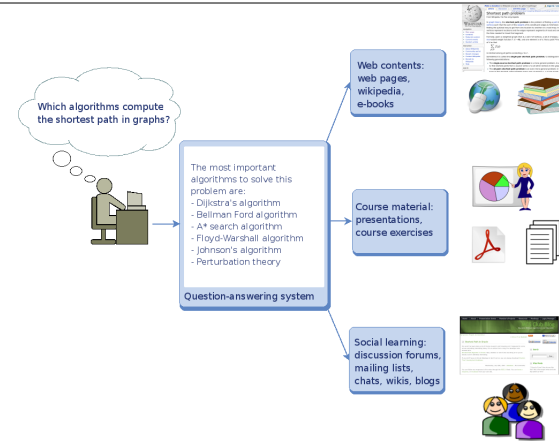 Shortest path problem
Which algorithms compute
the shortest path in graphs?
Web contents:
web pages,
wikipedia,
e-books
The most important
algorithms to solve this
problem are:
- Dijkstra's algorithm
- Bellman Ford algorithm
- A* search algorithm
- Floyd-Warshall algorithm
- Johnson's algorithm
- Perturbation theory
Question-answering system
Course material:
presentations,
course exercises
Social learning:
discussion forums,
mailing lists,
chats, wikis, blogs